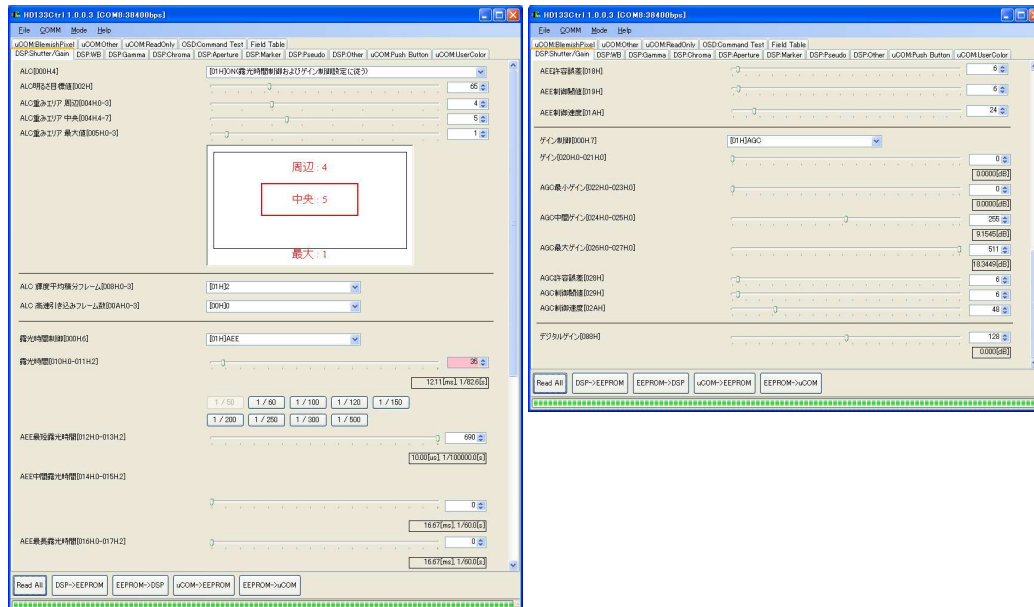 HD133Ctrl 1.0.0.3 [COM8:38400bps]
File COMM Mode Help
uCOM:BlemishPixel uCOM:Other uCOM:ReadOnly OSD:Command Test Field Table
DSP:Shutter/Gain DSP:WB DSP:Gamma DSP:Chroma DSP:Aperture DSP:Marker DSP:Pseudo DSP:Other uCOM:Push Button uCOM:UserColor
ALC[000H.4] [01H]ON(露光時間制御およびゲイン制御設定に従う)
ALC明るさ目標値[002H] 65
ALC重みエリア 周辺[004H.0-3] 4
ALC重みエリア 中央[004H.4-7] 5
ALC重みエリア 最大値[005H.0-3] 1
周辺 : 4
中央 : 5
最大 : 1
ALC 輝度平均積分フレーム[008H.0-3] [01H]2
ALC 高速引き込みフレーム数[00AH.0-3] [00H]0
露光時間制御[000H.6] [01H]AEE
露光時間[010H.0-011H.2] 35
12.11[ms], 1/82.6[s]
1 / 50 1 / 60 1 / 100 1 / 120 1 / 150
1 / 200 1 / 250 1 / 300 1 / 500
AEE最短露光時間[012H.0-013H.2] 690
10.00[us], 1/100000.0[s]
AEE中間露光時間[014H.0-015H.2]
0
16.67[ms], 1/60.0[s]
AEE最長露光時間[016H.0-017H.2] 0
16.67[ms], 1/60.0[s]
Read All DSP->EEPROM EEPROM->DSP uCOM->EEPROM EEPROM->uCOM
HD133Ctrl 1.0.0.3 [COM8:38400bps]
File COMM Mode Help
uCOM:BlemishPixel uCOM:Other uCOM:ReadOnly OSD:Command Test Field Table
DSP:Shutter/Gain DSP:WB DSP:Gamma DSP:Chroma DSP:Aperture DSP:Marker DSP:Pseudo DSP:Other uCOM:Push Button uCOM:UserColor
AEE許容誤差[018H] 6
AEE制御閾値[019H] 6
AEE制御速度[01AH] 24
ゲイン制御[000H.7] [01H]AGC
ゲイン[020H.0-021H.0] 0
0.0000[dB]
AGC最小ゲイン[022H.0-023H.0] 0
0.0000[dB]
AGC中間ゲイン[024H.0-025H.0] 255
9.1545[dB]
AGC最大ゲイン[026H.0-027H.0] 511
18.3449[dB]
AGC許容誤差[028H] 6
AGC制御閾値[029H] 6
AGC制御速度[02AH] 48
デジタルゲイン[088H] 128
0.000[dB]
Read All DSP->EEPROM EEPROM->DSP uCOM->EEPROM EEPROM->uCOM